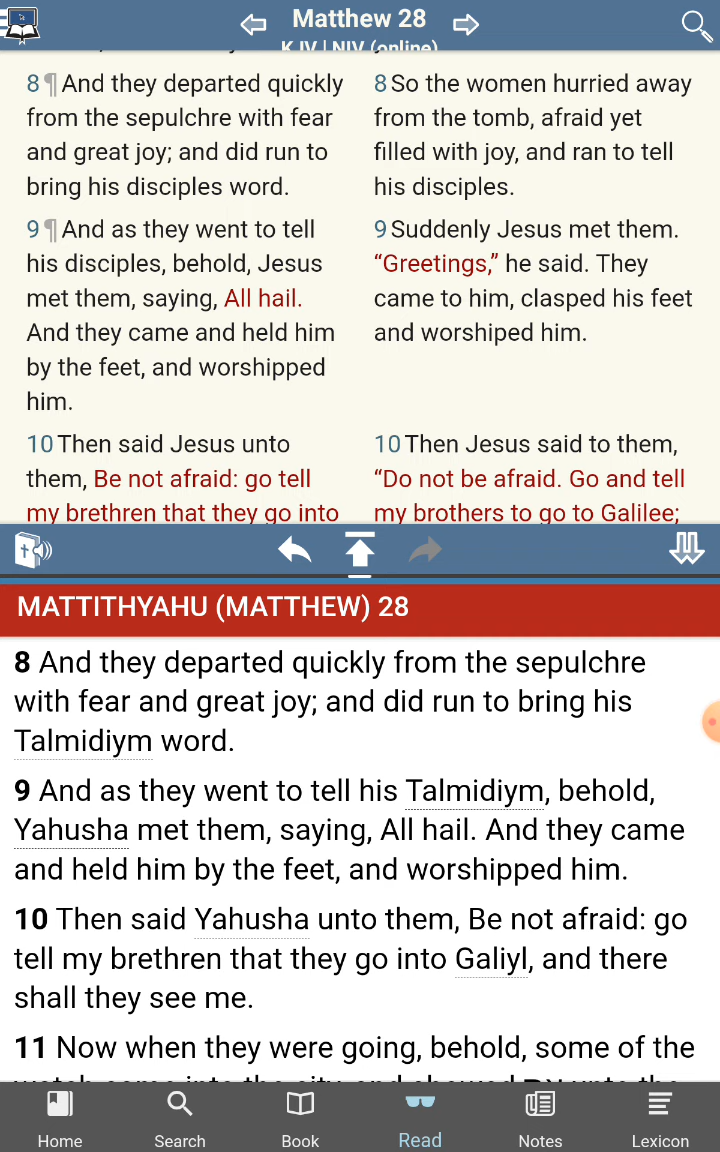 Matthew 28
KJV | NIV (online)
8 ¶ And they departed quickly
from the sepulchre with fear
and great joy; and did run to
bring his disciples word.
9 ¶ And as they went to tell
his disciples, behold, Jesus
met them, saying, All hail.
And they came and held him
by the feet, and worshipped
him.
10 Then said Jesus unto
them, Be not afraid: go tell
my brethren that they go into
8 So the women hurried away
from the tomb, afraid yet
filled with joy, and ran to tell
his disciples.
9 Suddenly Jesus met them.
“Greetings,” he said. They
came to him, clasped his feet
and worshiped him.
10 Then Jesus said to them,
“Do not be afraid. Go and tell
my brothers to go to Galilee;
MATTITHYAHU (MATTHEW) 28
8 And they departed quickly from the sepulchre
with fear and great joy; and did run to bring his
Talmidiym word.
9 And as they went to tell his Talmidiym, behold,
Yahusha met them, saying, All hail. And they came
and held him by the feet, and worshipped him.
10 Then said Yahusha unto them, Be not afraid: go
tell my brethren that they go into Galiyl, and there
shall they see me.
11 Now when they were going, behold, some of the
Home
Search
Book
Read
Notes
Lexicon